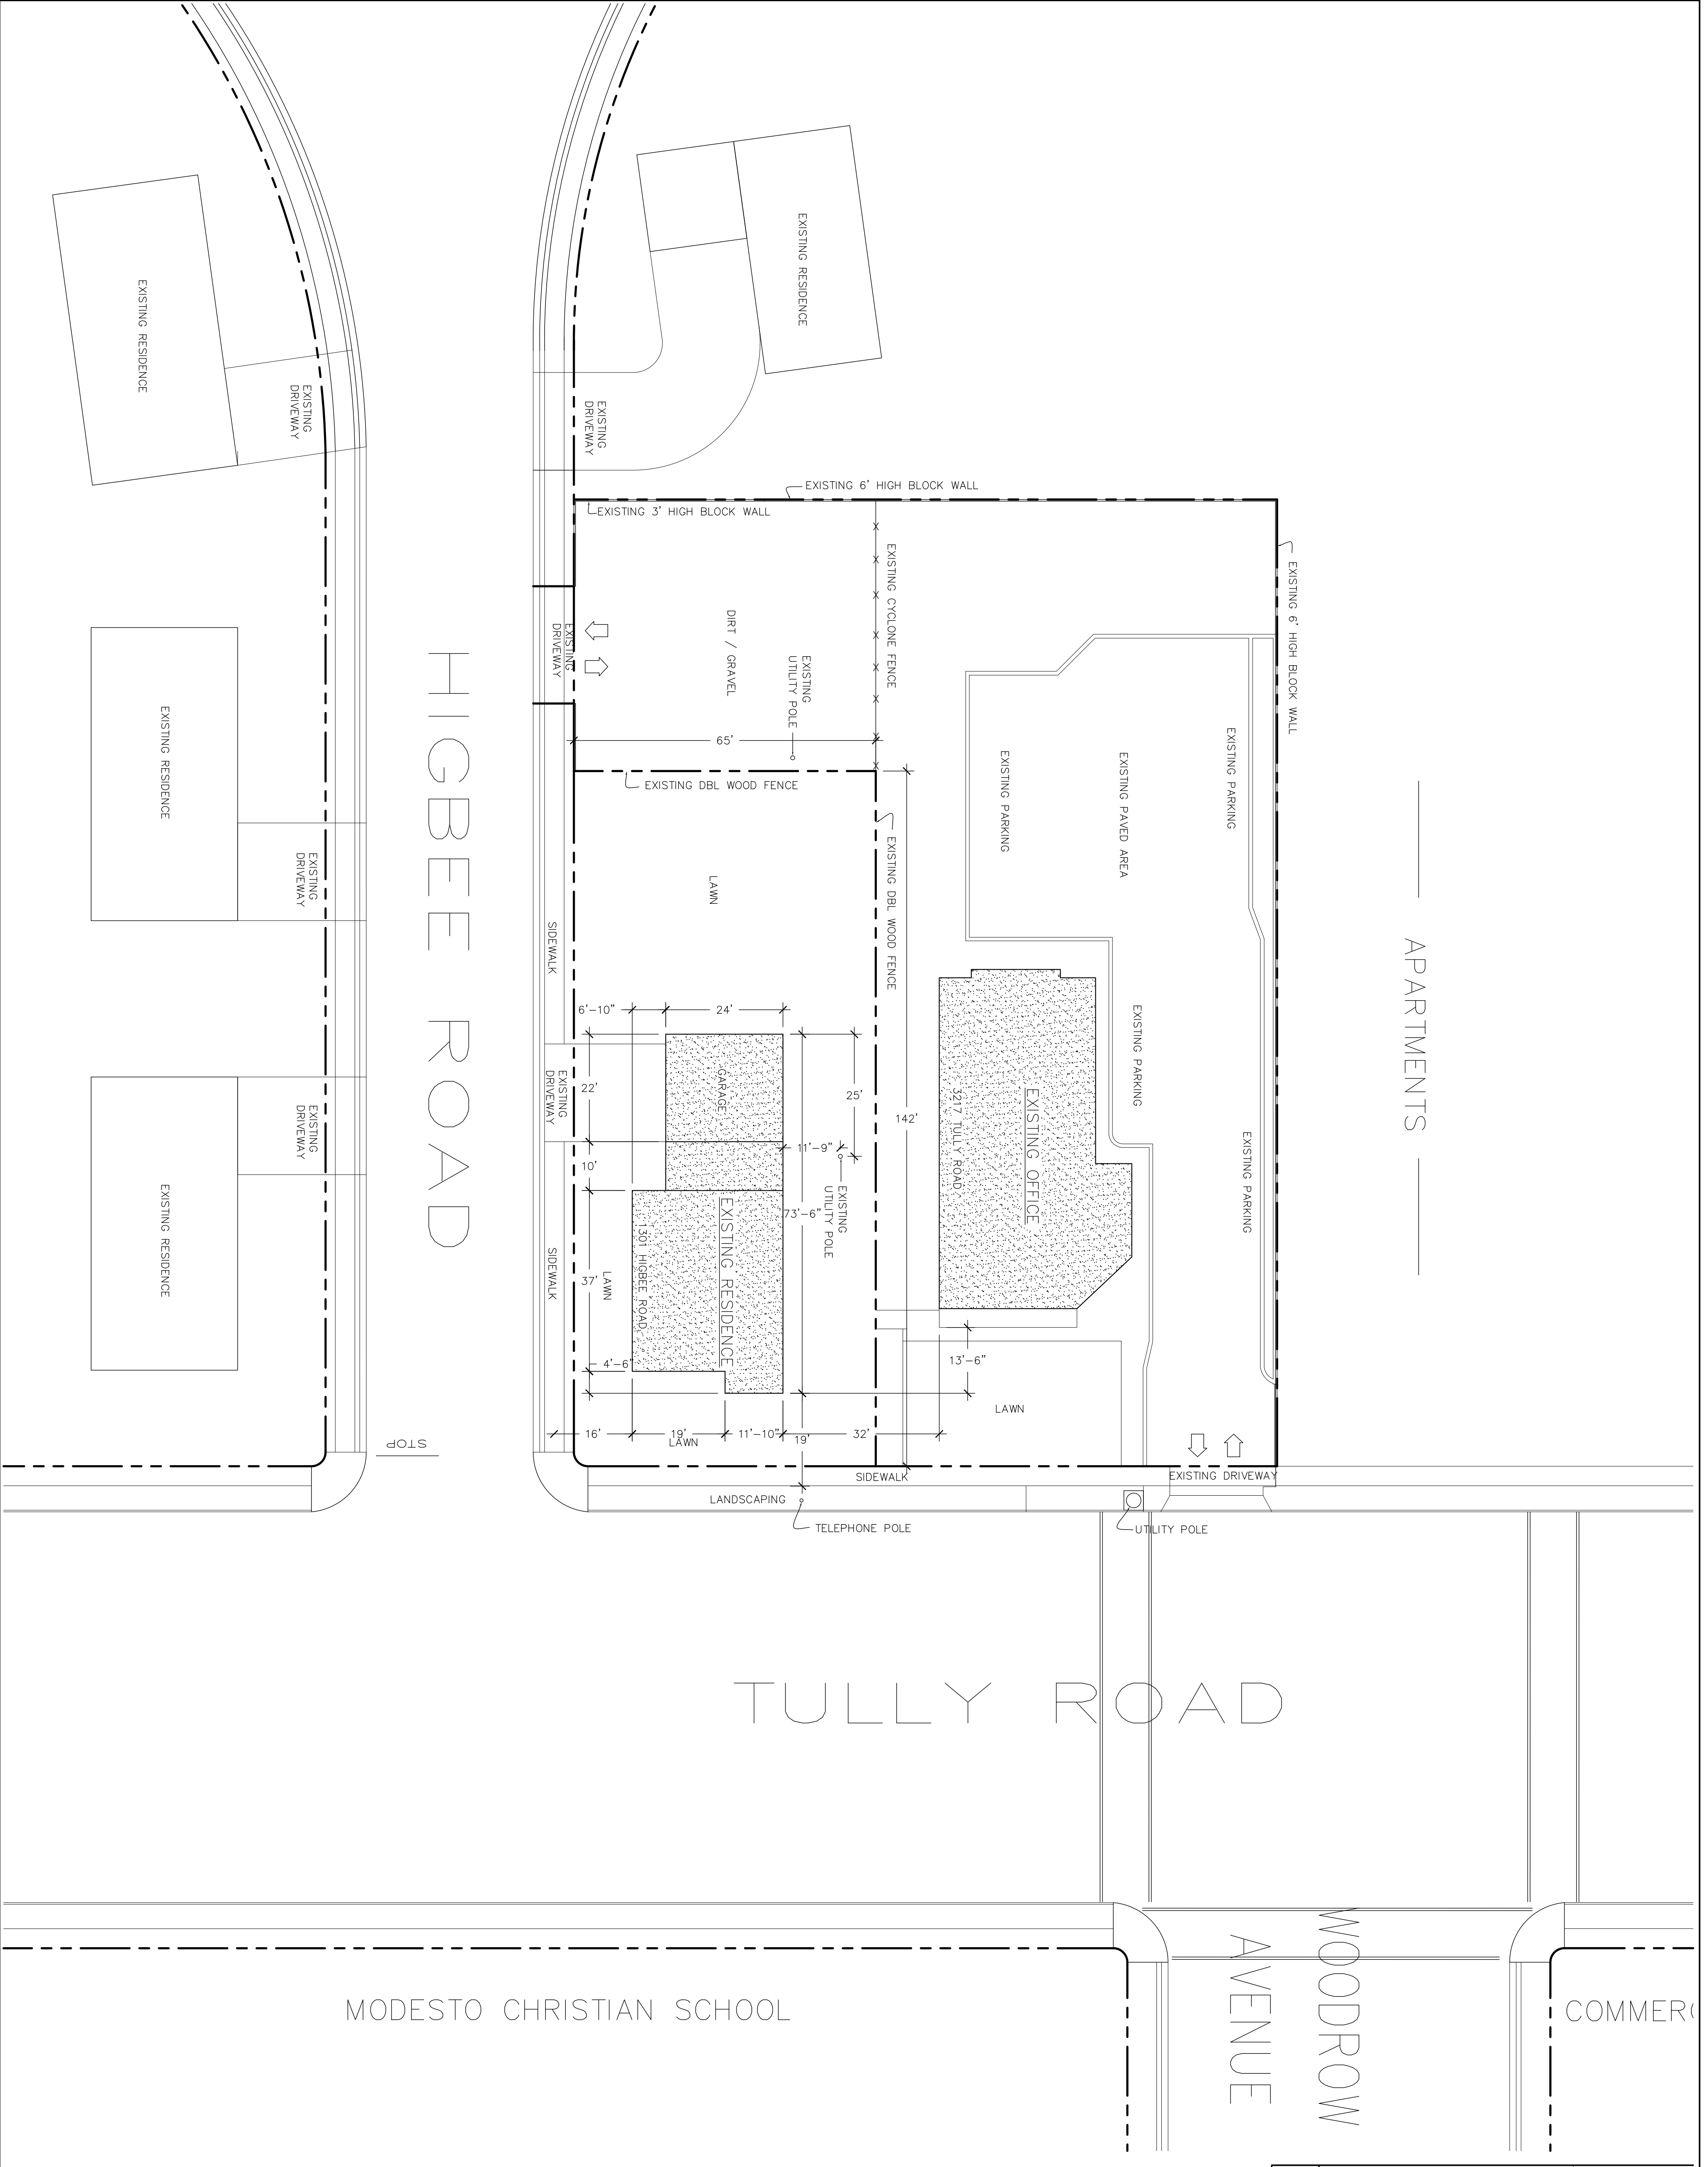 EXISTING RESIDENCE
EXISTING RESIDENCE
EXISTING
DRIVEWAY
EXISTING
DRIVEWAY
EXISTING 6' HIGH BLOCK WALL
EXISTING 3' HIGH BLOCK WALL
EXISTING CYCLONE FENCE
EXISTING 6' HIGH BLOCK WALL
DIRT / GRAVEL
EXISTING
DRIVEWAY
EXISTING
UTILITY POLE
65'
EXISTING DBL WOOD FENCE
EXISTING DBL WOOD FENCE
EXISTING PARKING
EXISTING PAVED AREA
EXISTING PARKING
HIGBEE ROAD
EXISTING RESIDENCE
EXISTING
DRIVEWAY
LAWN
SIDEWALK
APARTMENTS
6'-10"
24'
22'
GARAGE
25'
142'
EXISTING
DRIVEWAY
10'
11'-9"
EXISTING
UTILITY POLE
73'-6"
EXISTING OFFICE
3217 TULLY ROAD
EXISTING PARKING
EXISTING PARKING
EXISTING
DRIVEWAY
EXISTING RESIDENCE
SIDEWALK
37'
LAWN
EXISTING RESIDENCE
1301 HIGBEE ROAD
4'-6"
13'-6"
LAWN
16'
19'
11'-10"
19'
32'
LAWN
STOP
SIDEWALK
EXISTING DRIVEWAY
LANDSCAPING
TELEPHONE POLE
UTILITY POLE
TULLY ROAD
WOODROW
AVENUE
MODESTO CHRISTIAN SCHOOL
COMMERC